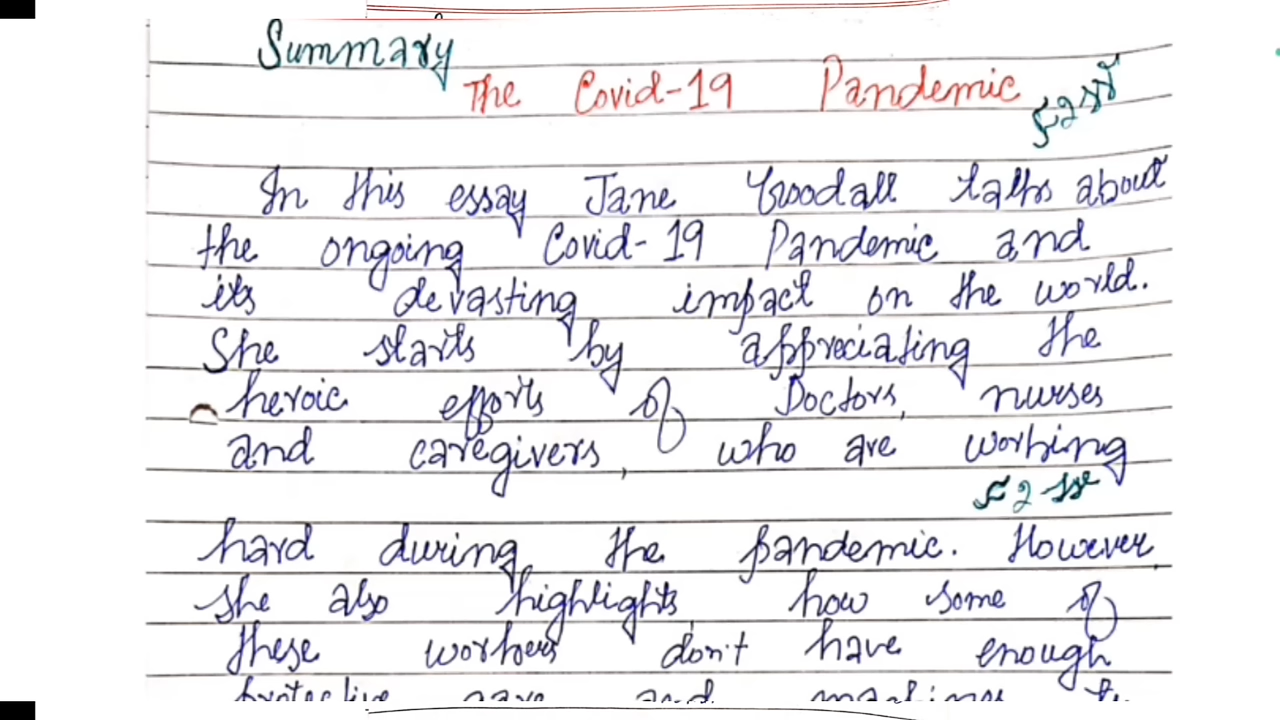 Summary
The Covid-19 Pandemic
In this essay Jane Goodall talks about
the ongoing Covid-19 Pandemic and
its devasting impact on the world.
She starts by appreciating the
heroic efforts of Doctors, nurses
and caregivers, who are working
hard during the pandemic. However,
she also highlights how some of
these workers don't have enough